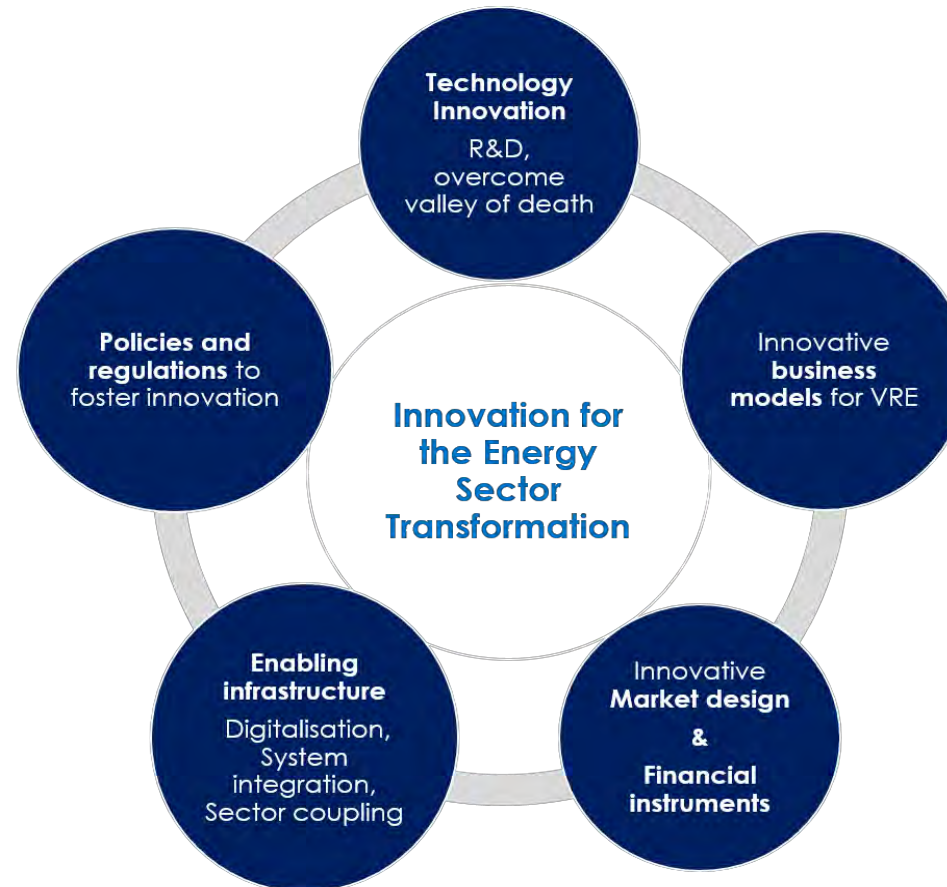 Technology
Innovation
R&D,
overcome
valley of death
Policies and
regulations to
foster innovation
Innovative
business
models for VRE
Innovation for
the Energy
Sector
Transformation
Enabling
infrastructure
Digitalisation,
System
integration,
Sector coupling
Innovative
Market design
&
Financial
instruments